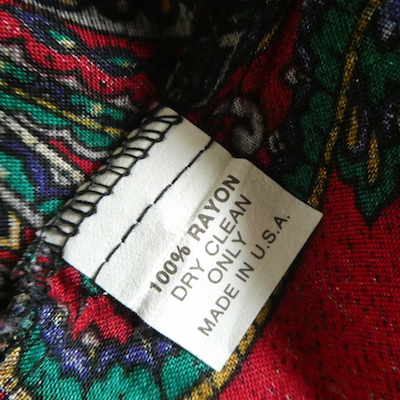 100% RAYON
DRY CLEAN
ONLY
MADE IN U.S.A.